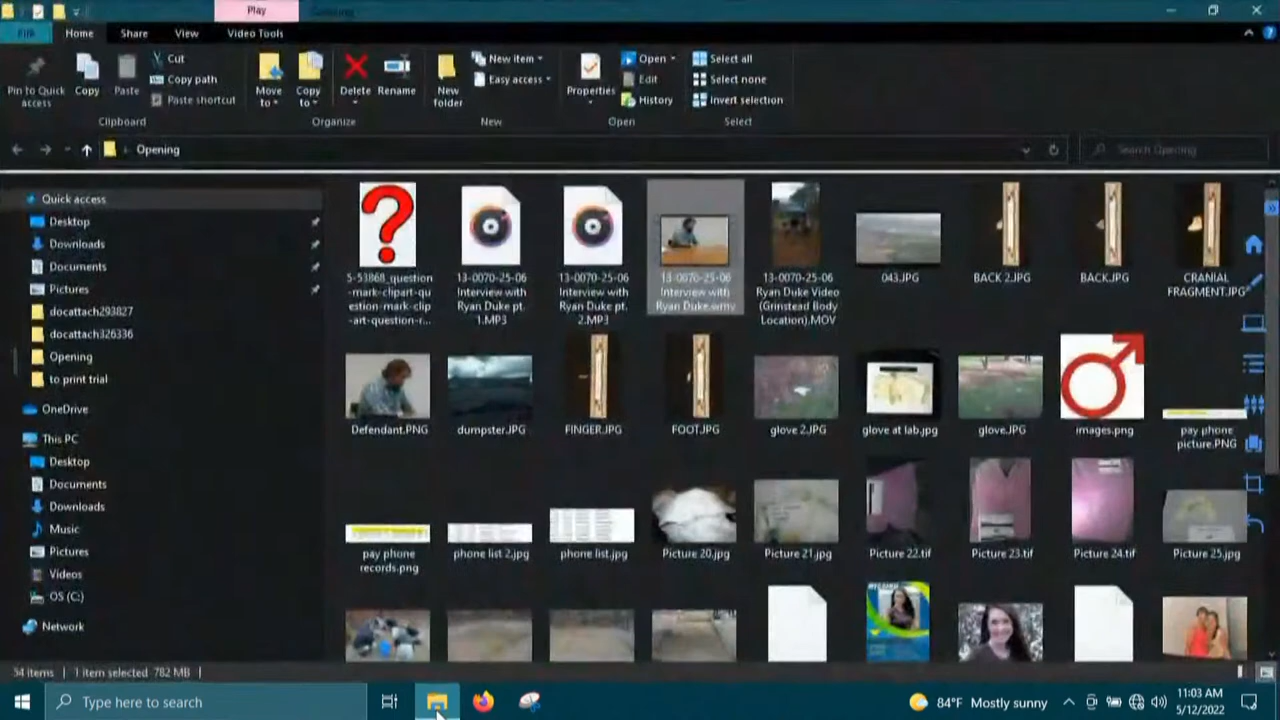 Play
File
Home
Share
View
Video Tools
Pin to Quick access
Copy
Paste
Cut
Copy path
Paste shortcut
Clipboard
Move to
Copy to
Delete
Rename
Organize
New folder
New item
Easy access
New
Properties
Open
Edit
History
Open
Select all
Select none
Invert selection
Select
Opening
Search Opening
Quick access
Desktop
Downloads
Documents
Pictures
docattach293827
docattach326336
Opening
to print trial
OneDrive
This PC
Desktop
Documents
Downloads
Music
Pictures
Videos
OS (C:)
Network
5-53868_question
-mark-clipart-qu
estion-mark-clip
-art-question-r...
13-0070-25-06
Interview with
Ryan Duke pt.
1.MP3
13-0070-25-06
Interview with
Ryan Duke pt.
2.MP3
13-0070-25-06
Interview with
Ryan Duke.wmv
13-0070-25-06
Ryan Duke Video
(Grinstead Body
Location).MOV
043.JPG
BACK 2.JPG
BACK.JPG
CRANIAL
FRAGMENT.JPG
Defendant.PNG
dumpster.JPG
FINGER.JPG
FOOT.JPG
glove 2.JPG
glove at lab.jpg
glove.JPG
images.png
pay phone
picture.PNG
pay phone
records.png
phone list 2.jpg
phone list.jpg
Picture 20.jpg
Picture 21.jpg
Picture 22.tif
Picture 23.tif
Picture 24.tif
Picture 25.jpg
54 items
1 item selected 782 MB
Type here to search
84°F Mostly sunny
11:03 AM
5/12/2022